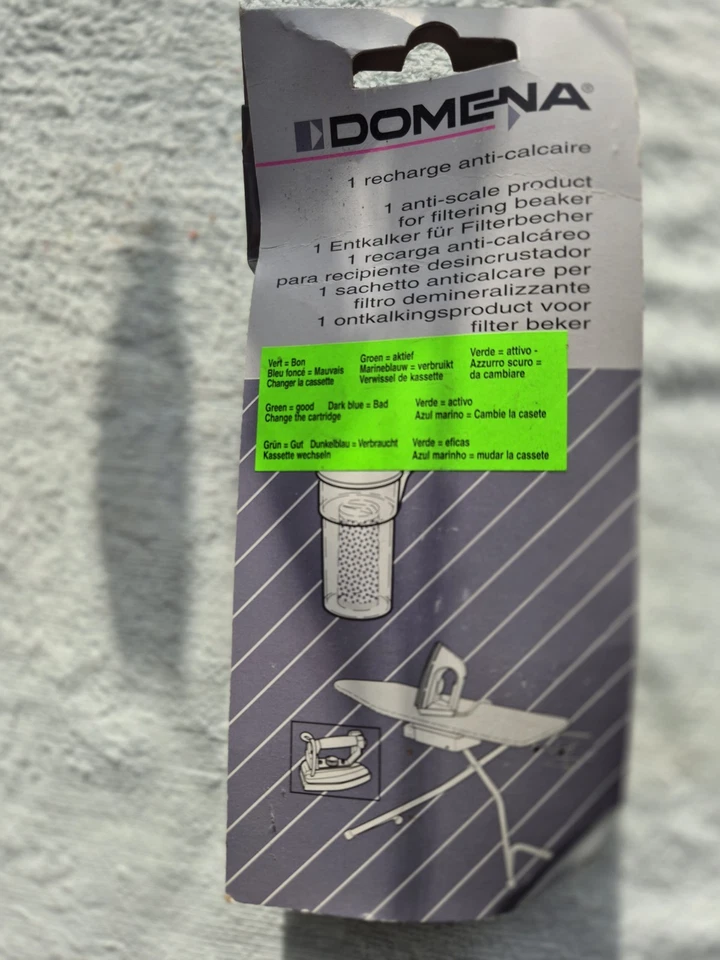 DOMENA®
1 recharge anti-calcaire
1 anti-scale product
for filtering beaker
1 Entkalker für Filterbecher
1 recarga anti-calcáreo
para recipiente desincrustador
1 sachetto anticalcare per
filtro demineralizzante
1 ontkalkingsproduct voor
filter beker
Vert = Bon
Bleu foncé = Mauvais
Changer la cassette
Groen = aktief
Marineblauw = verbruikt
Verwissel de kassette
Verde = attivo -
Azzurro scuro =
da cambiare
Green = good Dark blue = Bad
Change the cartridge
Verde = activo
Azul marino = Cambie la casete
Grün = Gut Dunkelblau = Verbraucht
Kassette wechseln
Verde = eficas
Azul marinho = mudar la cassete